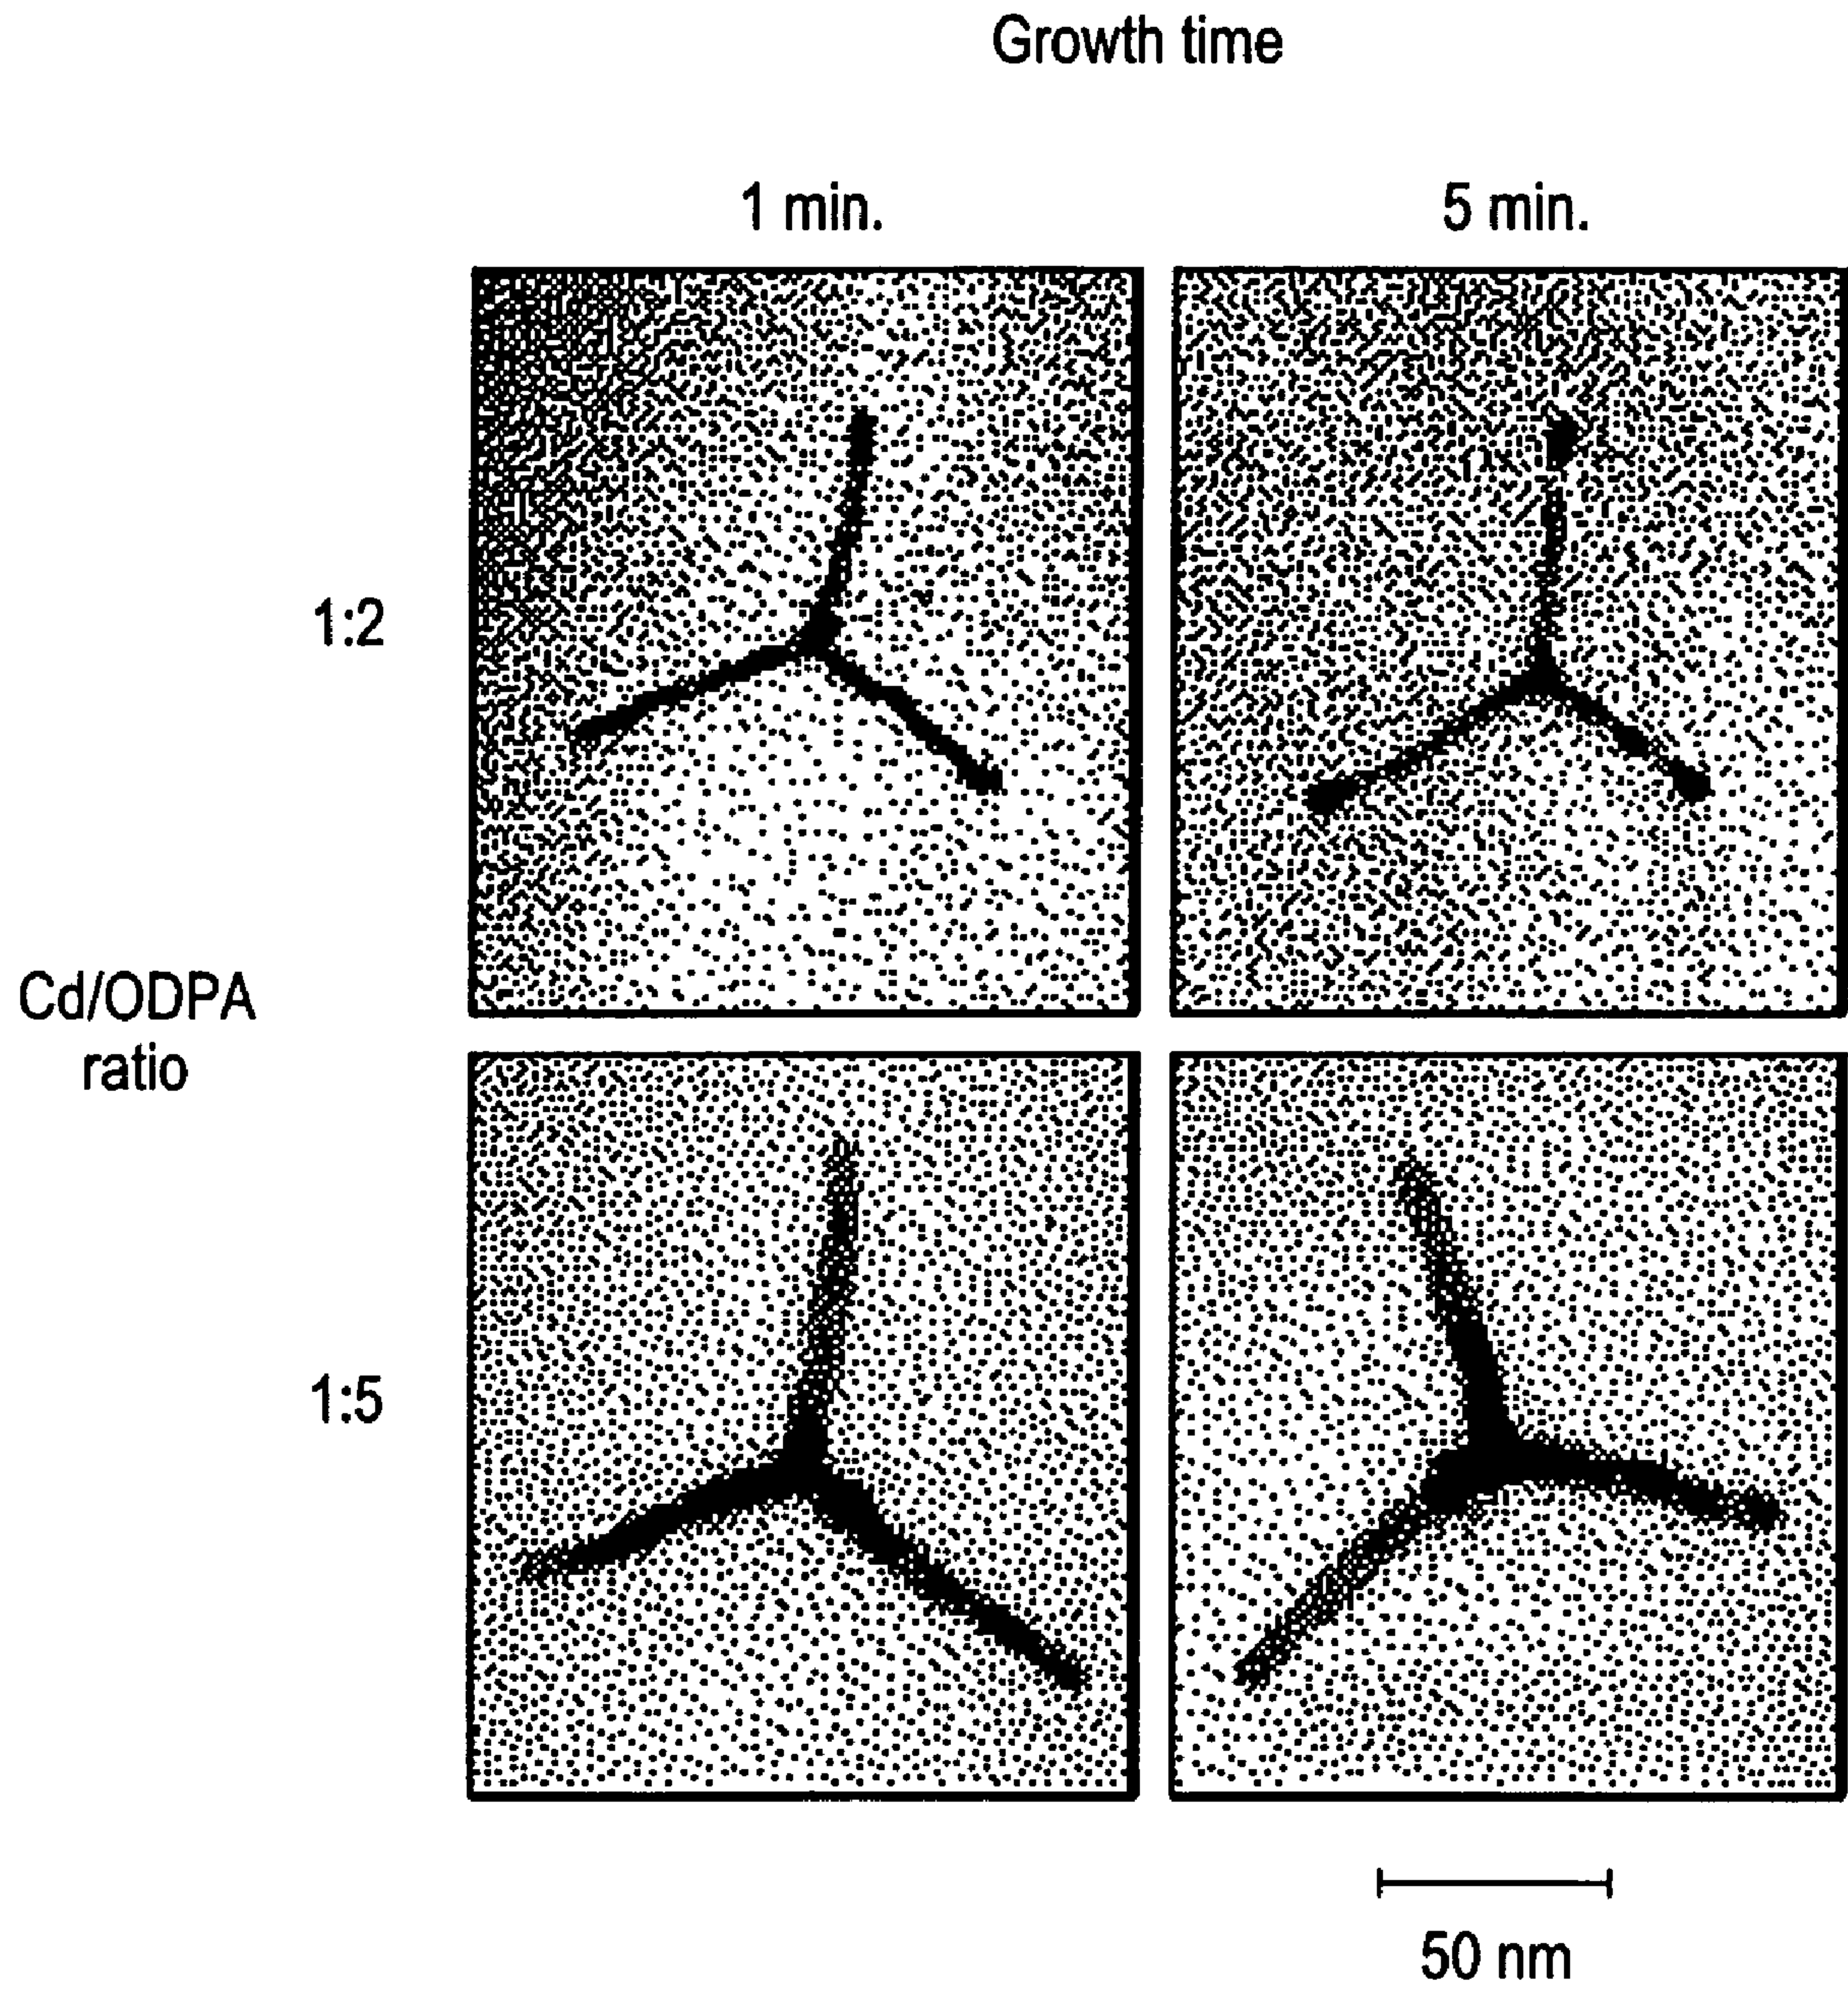 Growth time
1 min.
5 min.
1:2
Cd/ODPA
ratio
1:5
50 nm